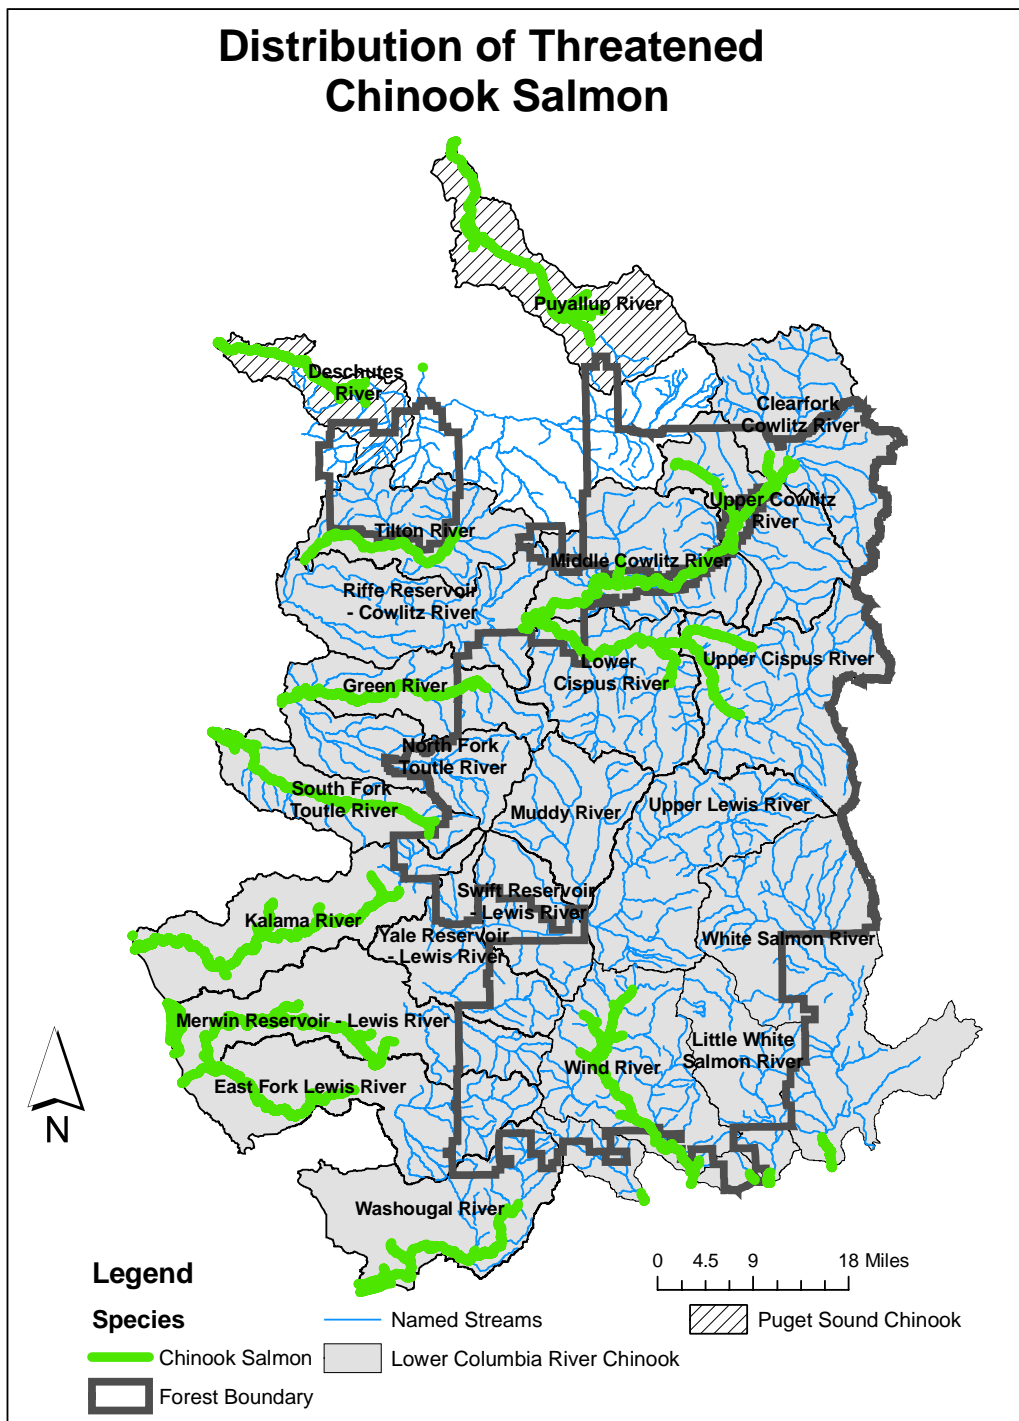 Distribution of Threatened
Chinook Salmon
Puyallup River
Deschutes
River
Clearfork
Cowlitz River
Upper Cowlitz
River
Tilton River
Middle Cowlitz River
Riffe Reservoir
- Cowlitz River
Lower
Cispus River
Upper Cispus River
Green River
North Fork
Toutle River
South Fork
Toutle River
Muddy River
Upper Lewis River
Swift Reservoir
- Lewis River
Kalama River
Yale Reservoir
- Lewis River
White Salmon River
Merwin Reservoir - Lewis River
Little White
Salmon River
Wind River
East Fork Lewis River
N
Washougal River
0 4.5 9 18 Miles
Legend
Species
Named Streams
Puget Sound Chinook
Chinook Salmon
Lower Columbia River Chinook
Forest Boundary